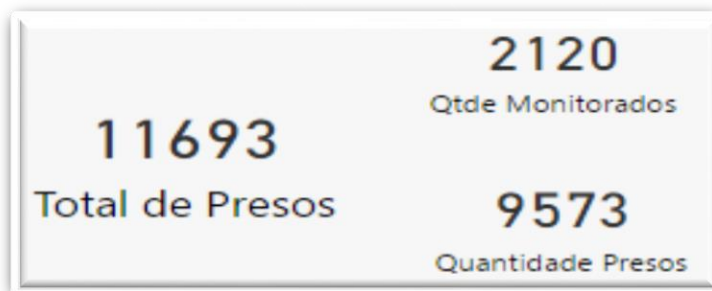 11693
Total de Presos
2120
Qtde Monitorados
9573
Quantidade Presos